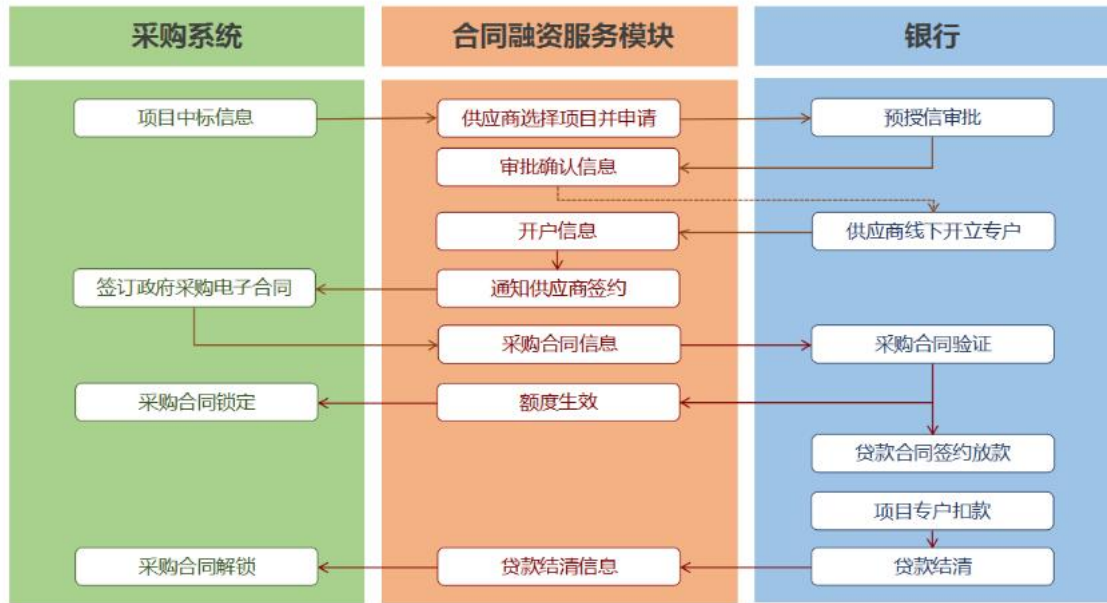 采购系统
合同融资服务模块
银行
项目中标信息
供应商选择项目并申请
预授信审批
审批确认信息
开户信息
供应商线下开立专户
签订政府采购电子合同
通知供应商签约
采购合同信息
采购合同验证
采购合同锁定
额度生效
贷款合同签约放款
项目专户扣款
采购合同解锁
贷款结清信息
贷款结清